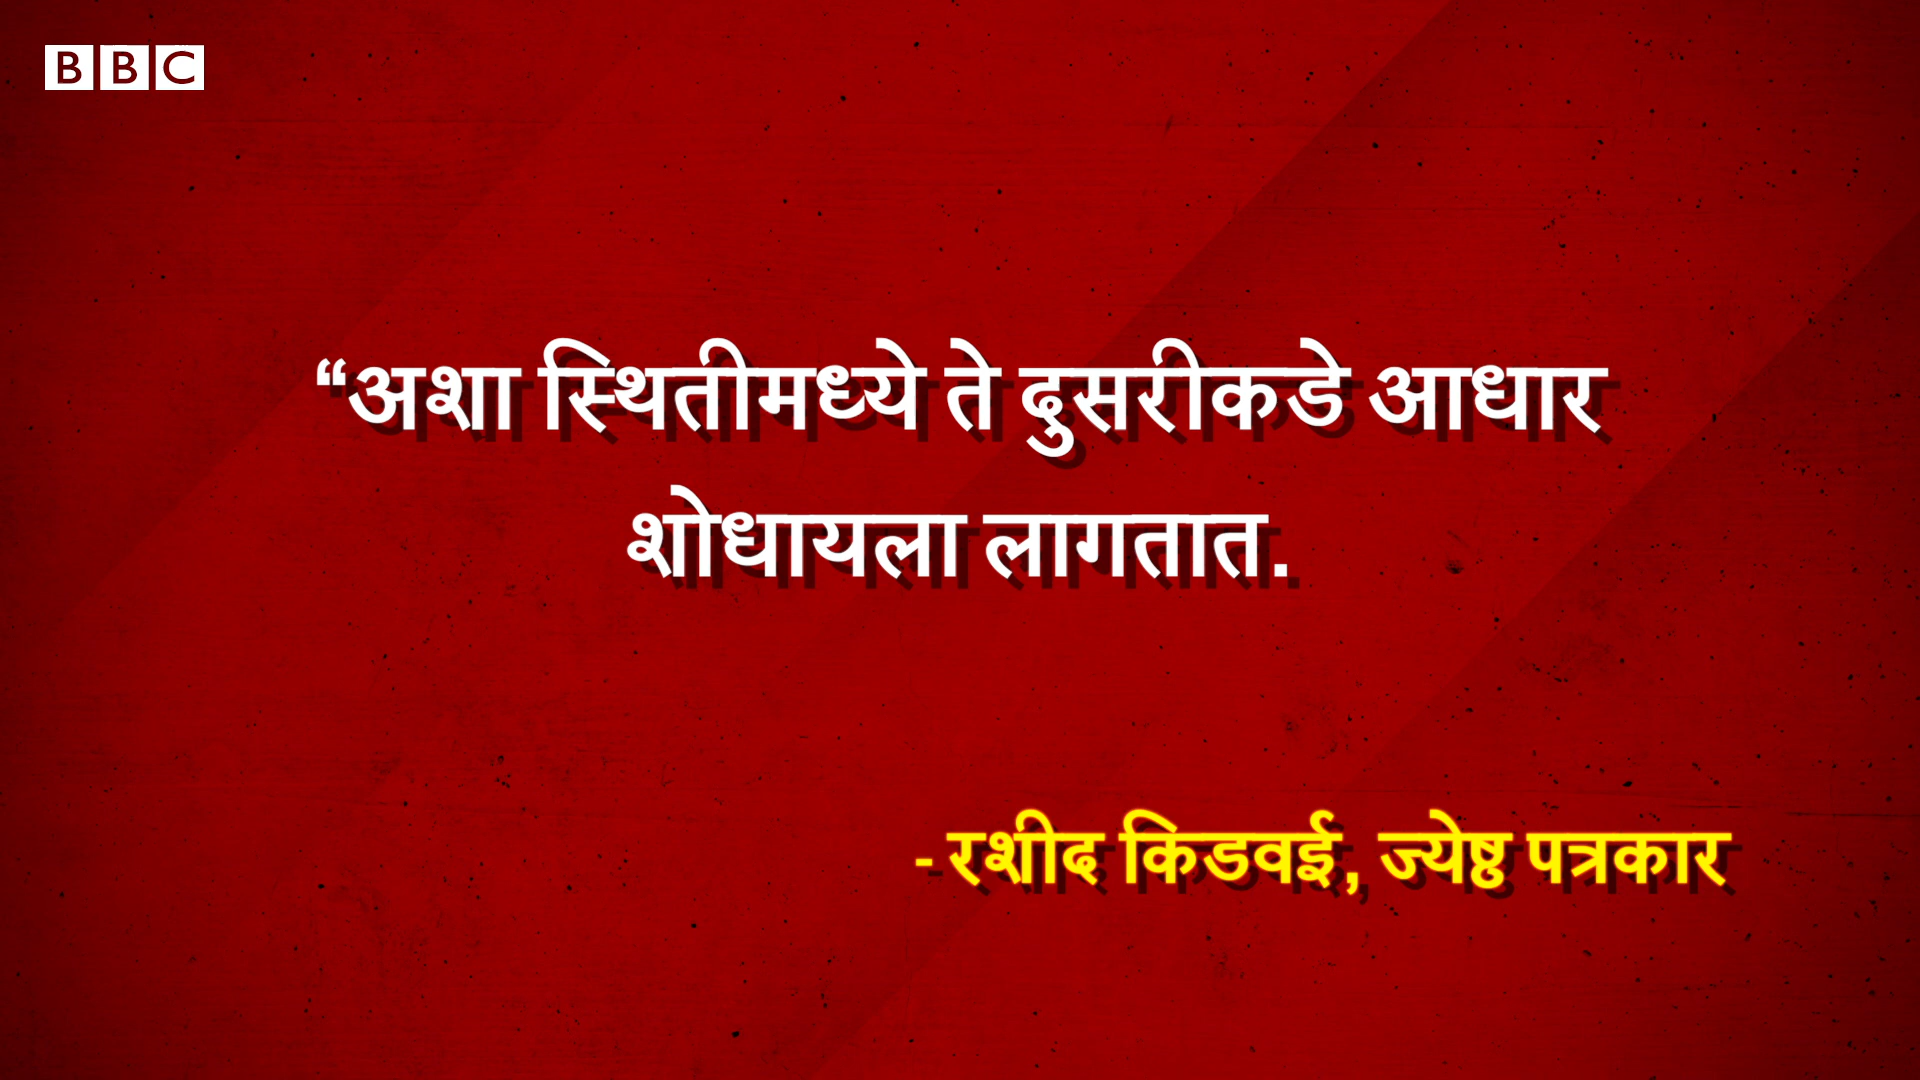 BBC
“अशा स्थितीमध्ये ते दुसरीकडे आधार
शोधायला लागतात.
- रशीद किडवई, ज्येष्ठ पत्रकार